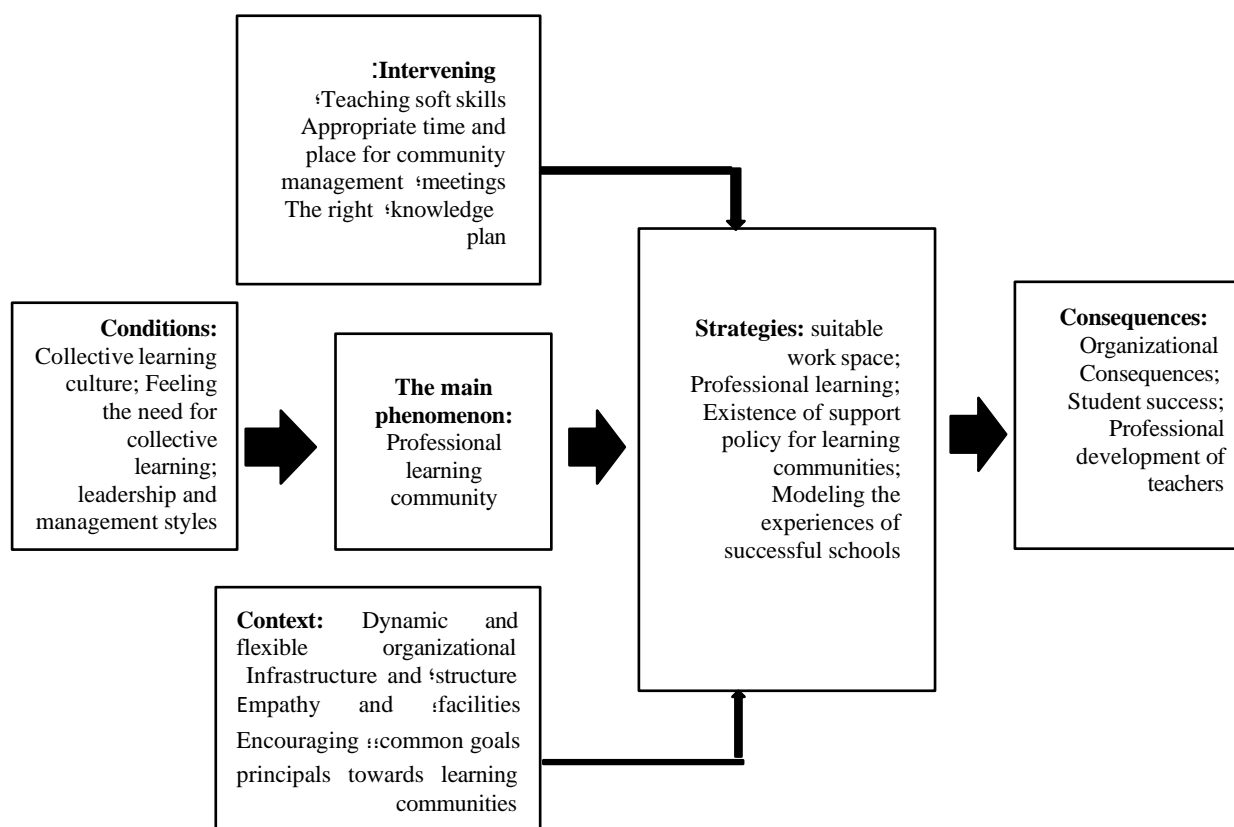 :Intervening
؛Teaching soft skills
Appropriate time and
place for community
management ؛meetings
The right ؛knowledge
plan
Conditions:
Collective learning
culture; Feeling
the need for
collective
learning;
leadership and
management styles
The main
phenomenon:
Professional
learning
community
Strategies: suitable
work space;
Professional learning;
Existence of support
policy for learning
communities;
Modeling the
experiences of
successful schools
Consequences:
Organizational
Consequences;
Student success;
Professional
development of
teachers
Context: Dynamic and
flexible organizational
Infrastructure and ؛structure
Empathy and ؛facilities
Encouraging ؛؛common goals
principals towards learning
communities